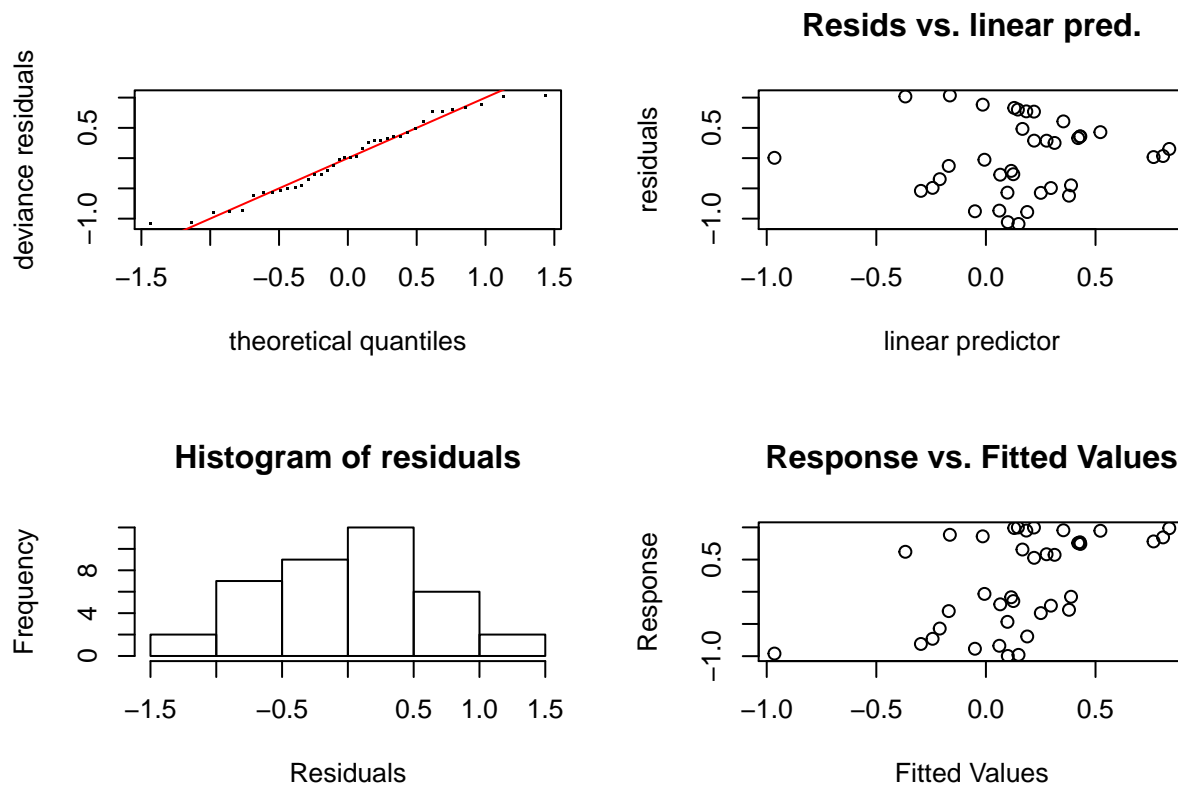 deviance residuals
0.5
−1.0
−1.5 −0.5 0.0 0.5 1.0 1.5
theoretical quantiles
Resids vs. linear pred.
residuals
0.5
−1.0
−1.0 −0.5 0.0 0.5
linear predictor
Histogram of residuals
Frequency
8
4
0
−1.5 −0.5 0.5 1.0 1.5
Residuals
Response vs. Fitted Values
Response
0.5
−1.0
−1.0 −0.5 0.0 0.5
Fitted Values